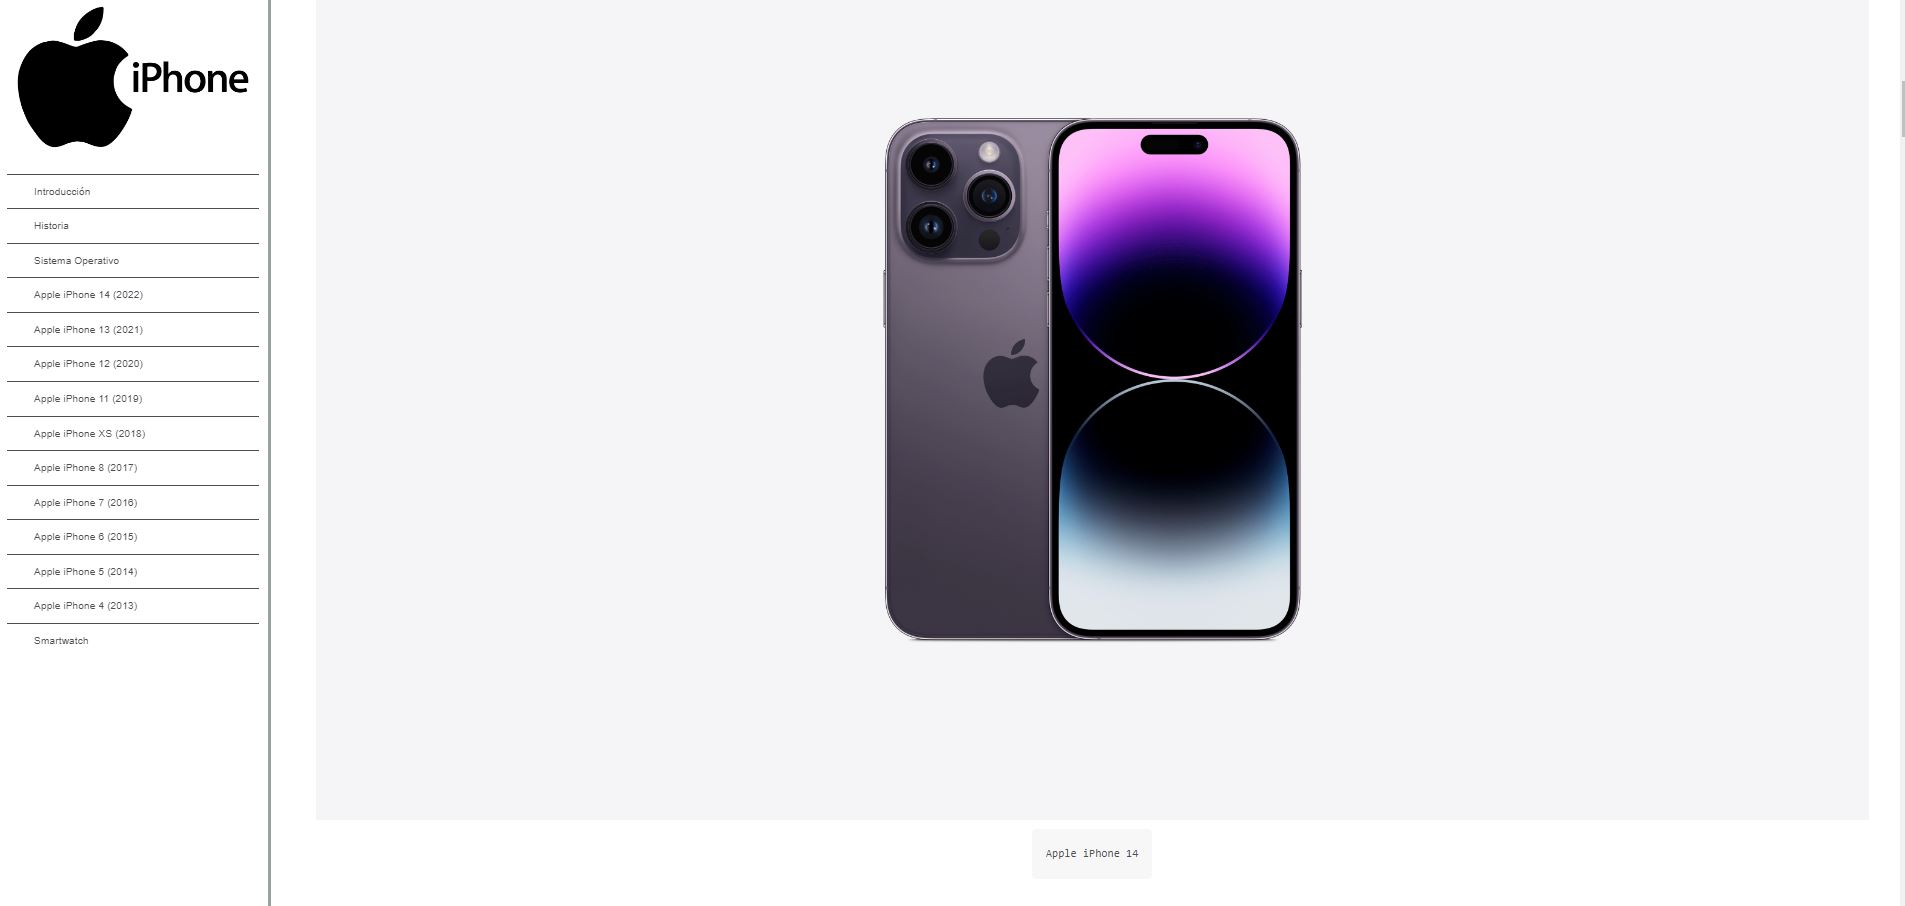 iPhone
Introducción
Historia
Sistema Operativo
Apple iPhone 14 (2022)
Apple iPhone 13 (2021)
Apple iPhone 12 (2020)
Apple iPhone 11 (2019)
Apple iPhone XS (2018)
Apple iPhone 8 (2017)
Apple iPhone 7 (2016)
Apple iPhone 6 (2015)
Apple iPhone 5 (2014)
Apple iPhone 4 (2013)
Smartwatch
Apple iPhone 14